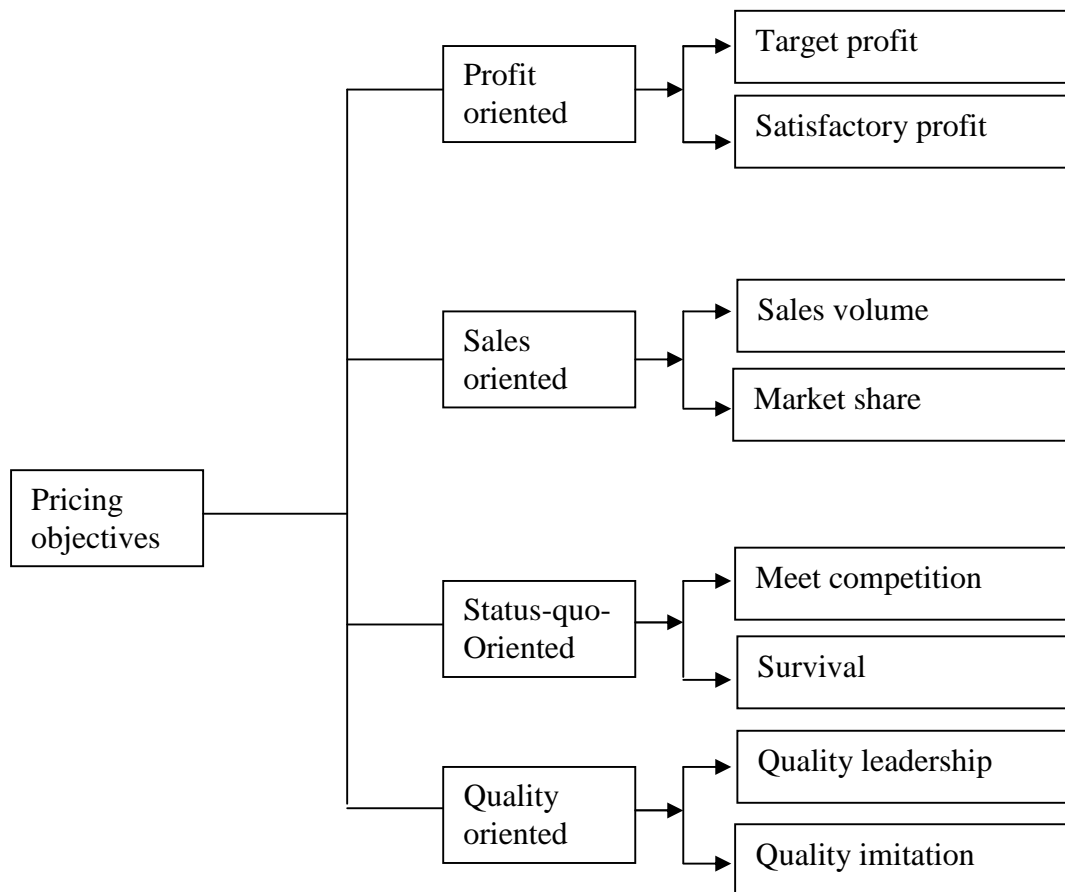 Pricing
objectives
Profit
oriented
Target profit
Satisfactory profit
Sales
oriented
Sales volume
Market share
Status-quo-
Oriented
Meet competition
Survival
Quality
oriented
Quality leadership
Quality imitation